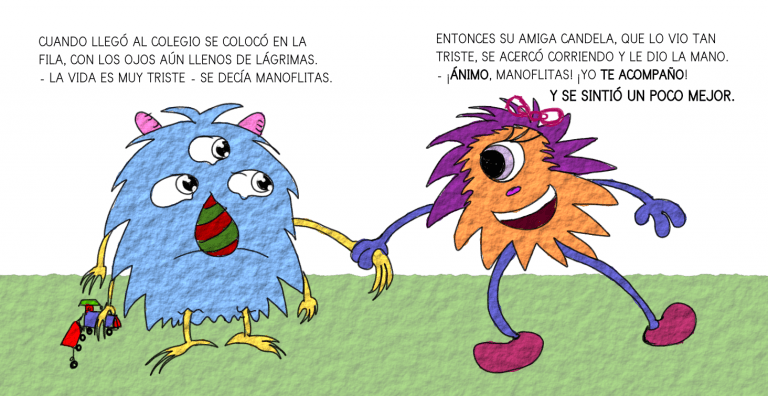 CUANDO LLEGÓ AL COLEGIO SE COLOCÓ EN LA
FILA, CON LOS OJOS AÚN LLENOS DE LÁGRIMAS.
- LA VIDA ES MUY TRISTE - SE DECÍA MANOFLITAS.
ENTONCES SU AMIGA CANDELA, QUE LO VIO TAN
TRISTE, SE ACERCÓ CORRIENDO Y LE DIO LA MANO.
- ¡ÁNIMO, MANOFLITAS! ¡YO TE ACOMPAÑO!
Y SE SINTIÓ UN POCO MEJOR.